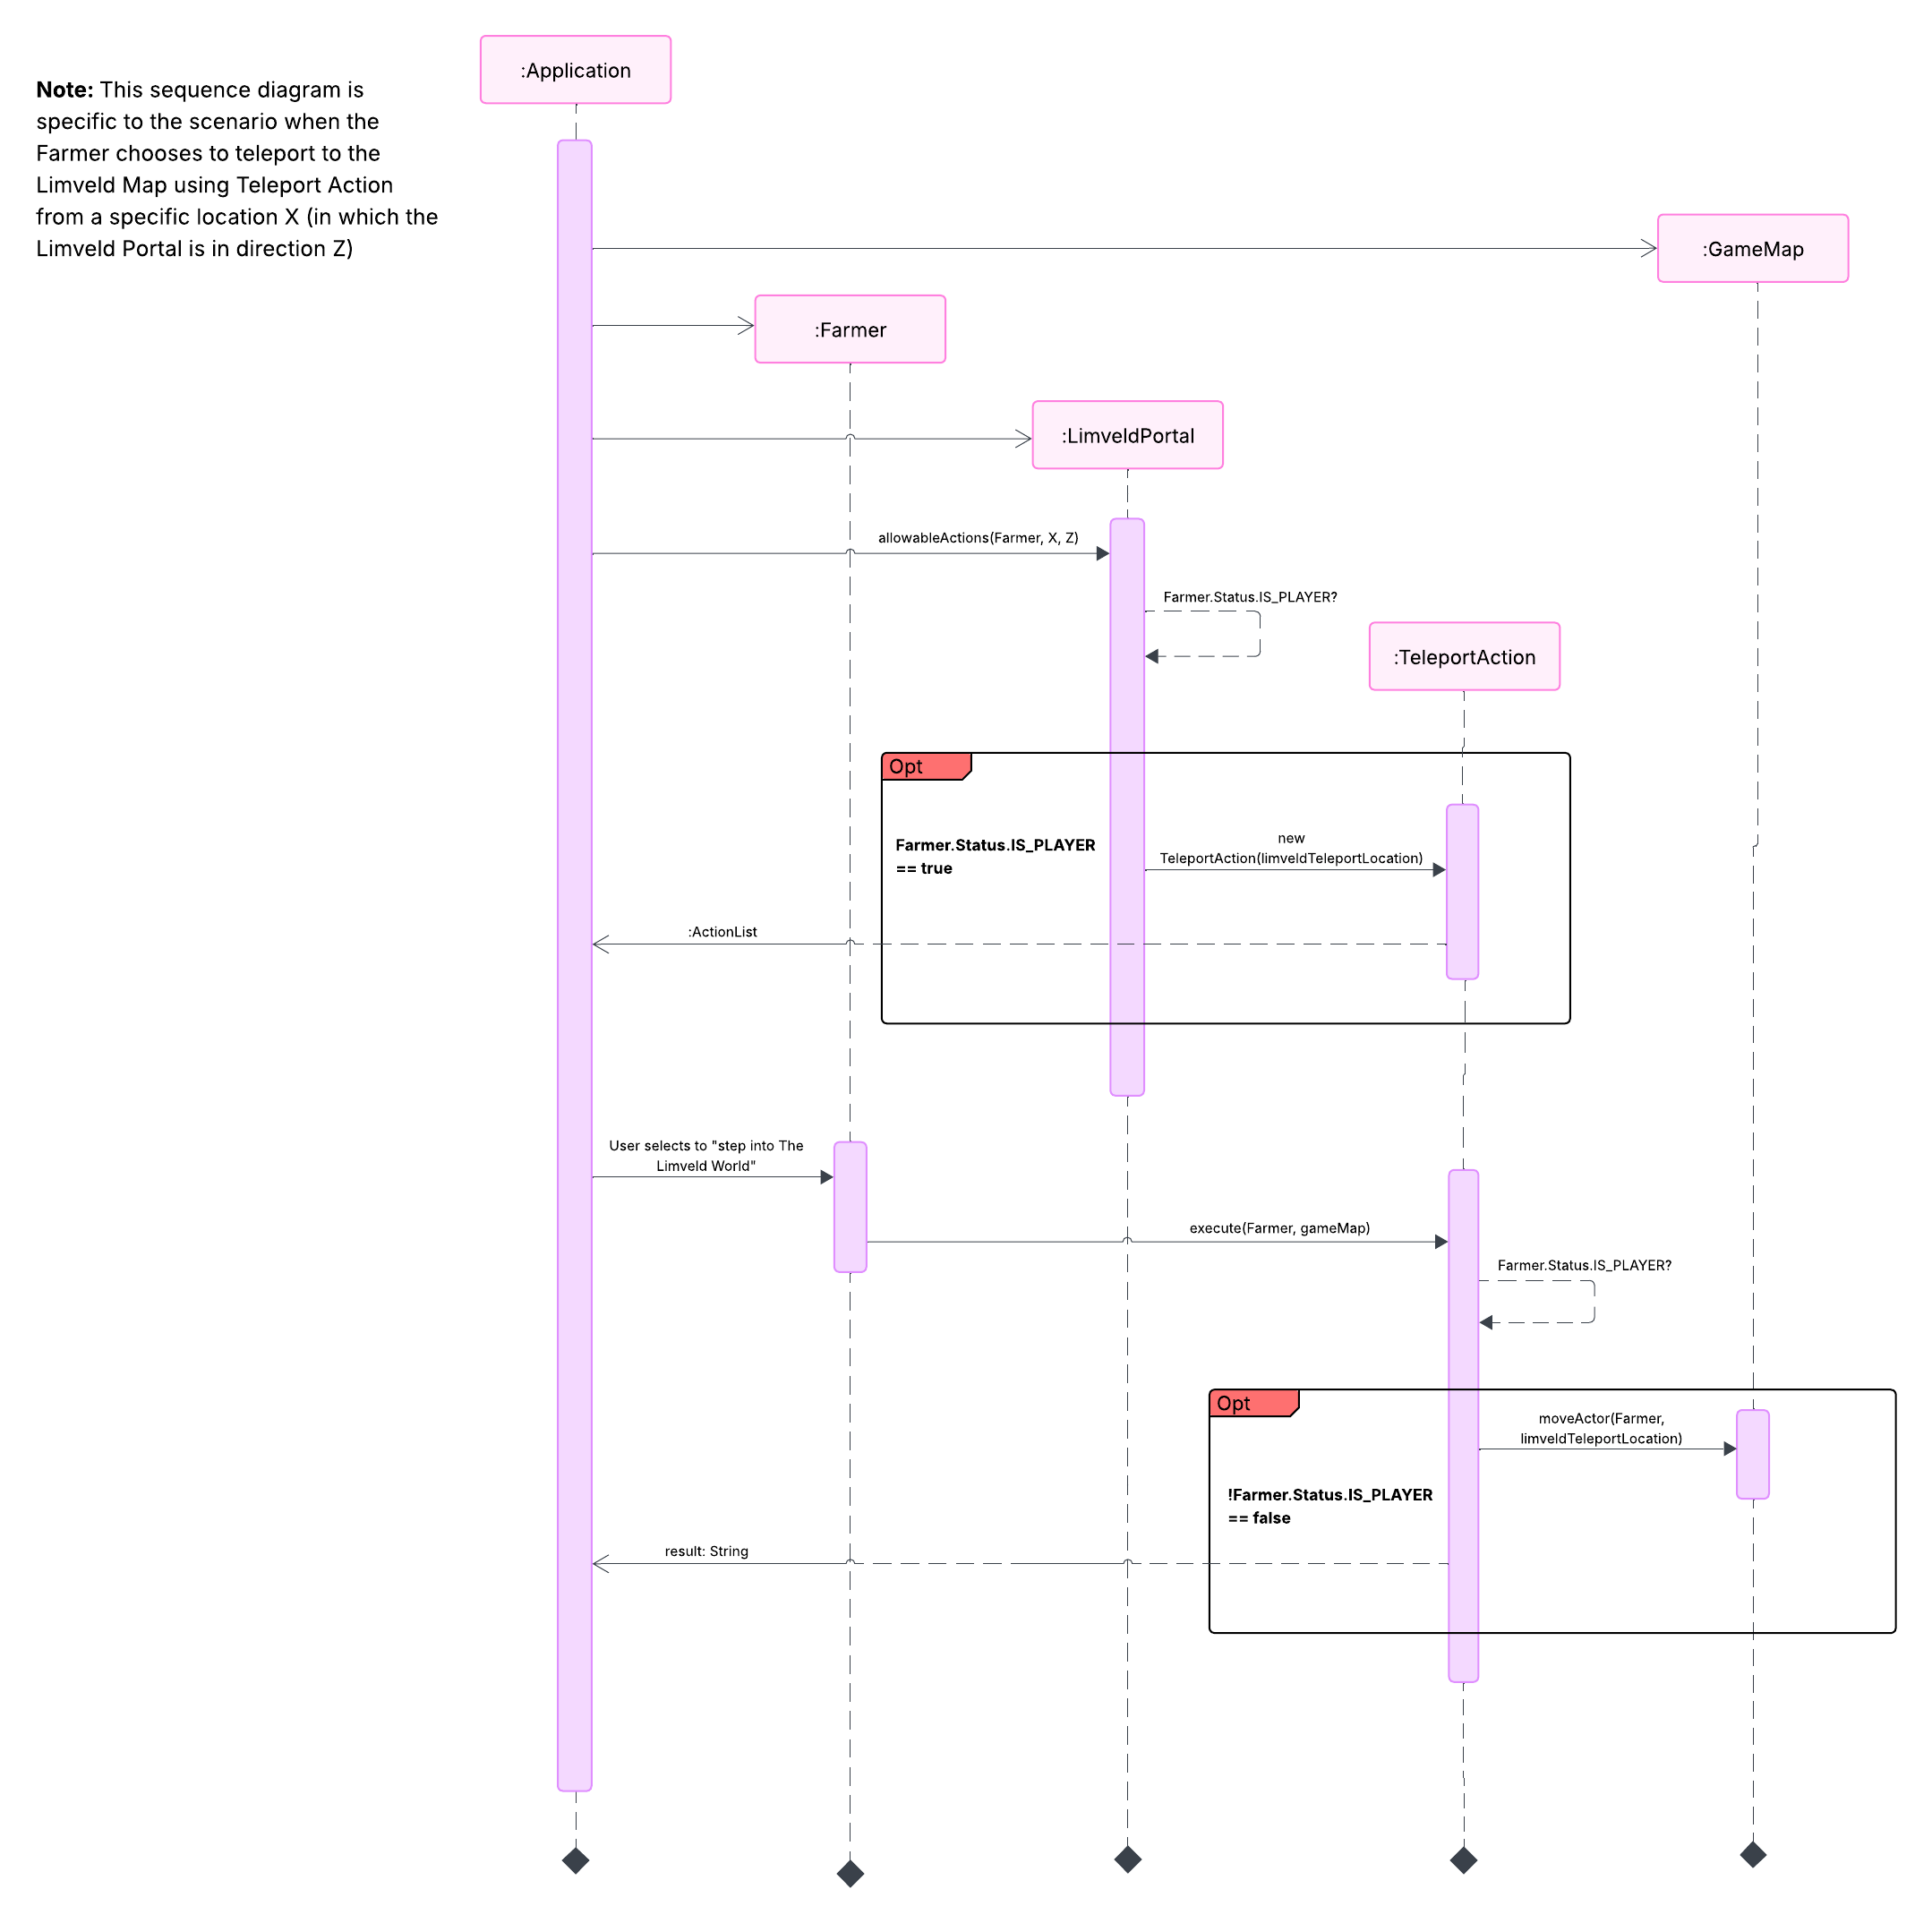 :Application
Note: This sequence diagram is
specific to the scenario when the
Farmer chooses to teleport to the
Limveld Map using Teleport Action
from a specific location X (in which the
Limveld Portal is in direction Z)
:GameMap
:Farmer
:LimveldPortal
allowableActions(Farmer, X, Z)
Farmer.Status.IS_PLAYER?
:TeleportAction
Opt
Farmer.Status.IS_PLAYER
== true
new
TeleportAction(limveldTeleportLocation)
:ActionList
User selects to "step into The
Limveld World"
execute(Farmer, gameMap)
Farmer.Status.IS_PLAYER?
Opt
moveActor(Farmer,
limveldTeleportLocation)
!Farmer.Status.IS_PLAYER
== false
result: String